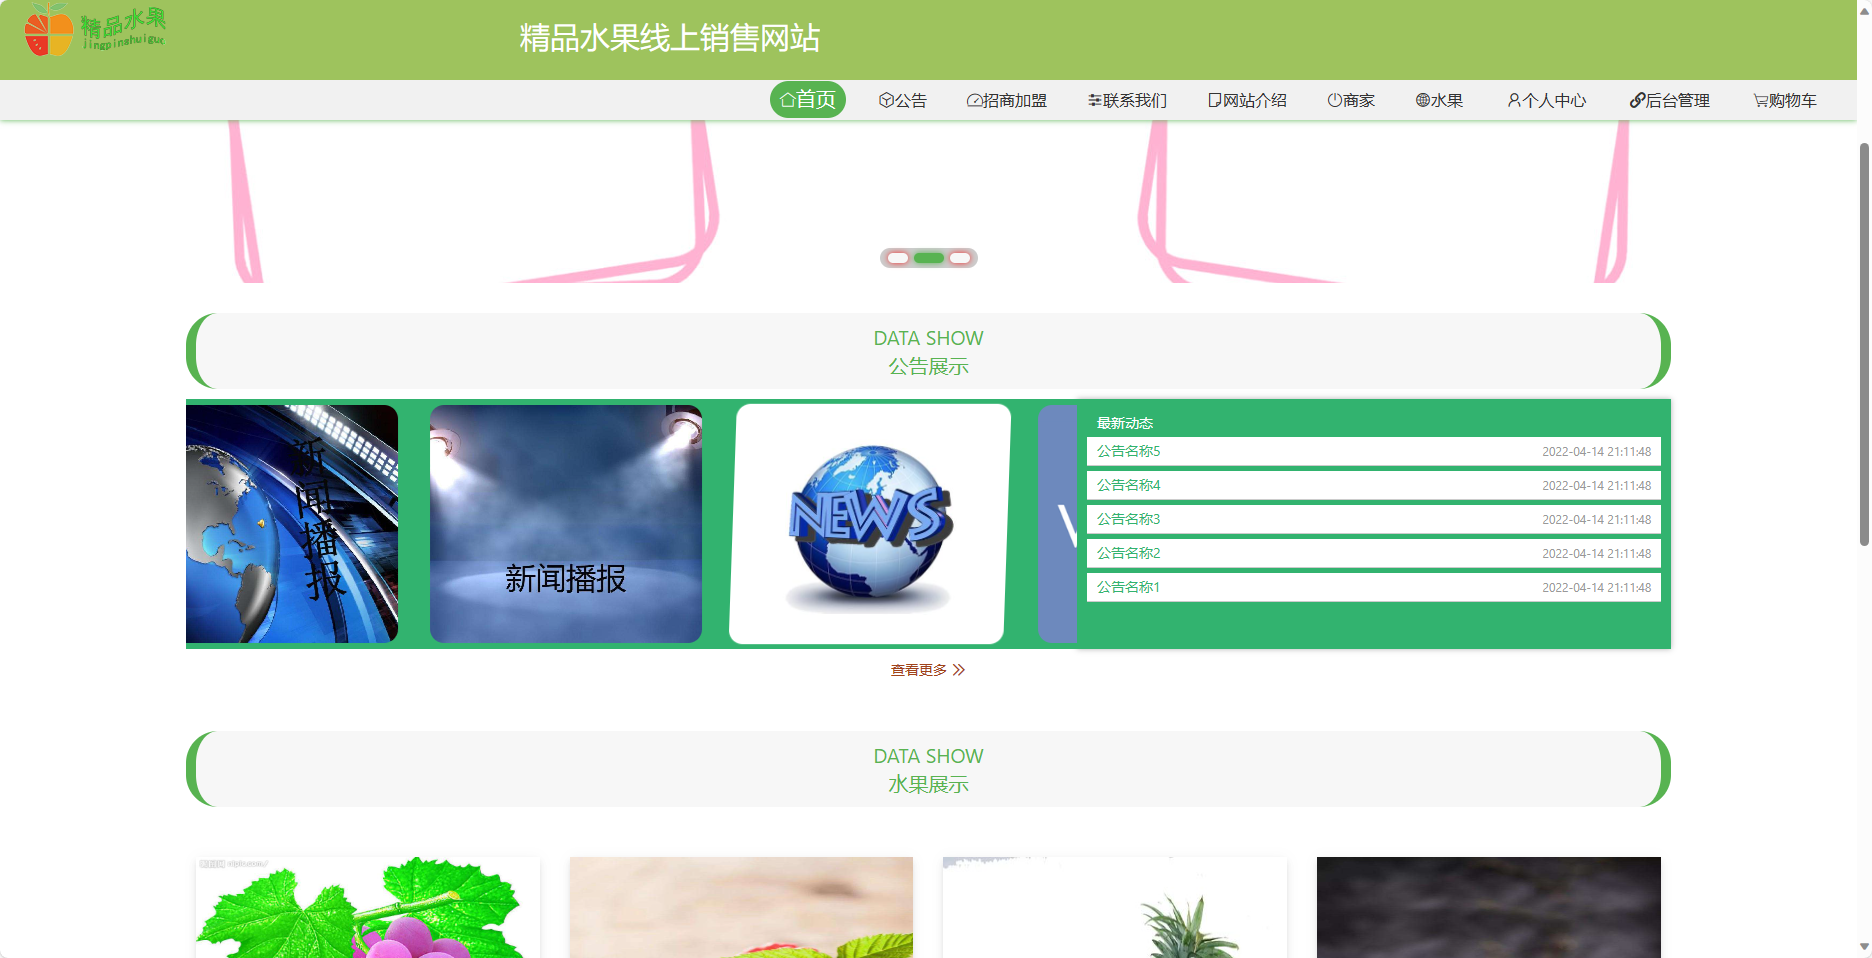 精品水果
jingpinshuiguo
精品水果线上销售网站
首页 公告 招商加盟 联系我们 网站介绍 商家 水果 个人中心 后台管理 购物车
DATA SHOW
公告展示
新闻播报
新闻播报
NEWS
最新动态
公告名称5 2022-04-14 21:11:48
公告名称4 2022-04-14 21:11:48
公告名称3 2022-04-14 21:11:48
公告名称2 2022-04-14 21:11:48
公告名称1 2022-04-14 21:11:48
查看更多
DATA SHOW
水果展示